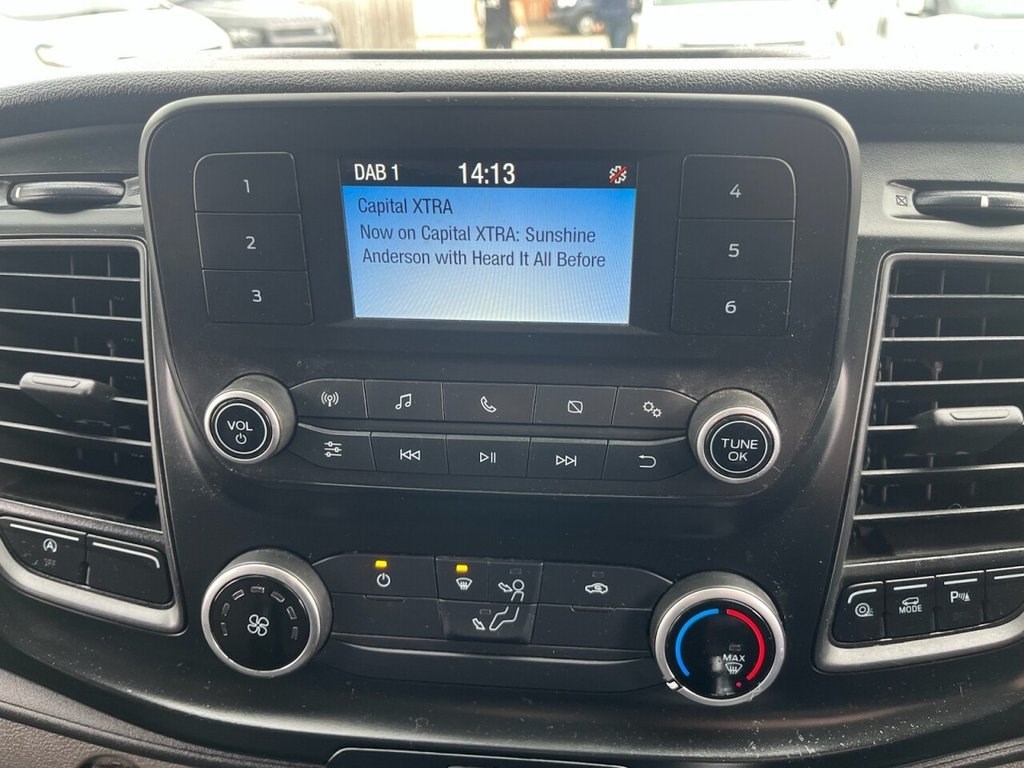 DAB 1 14:13
Capital XTRA
Now on Capital XTRA: Sunshine
Anderson with Heard It All Before
1
2
3
4
5
6
VOL
TUNE
OK
A
MAX
MODE
P